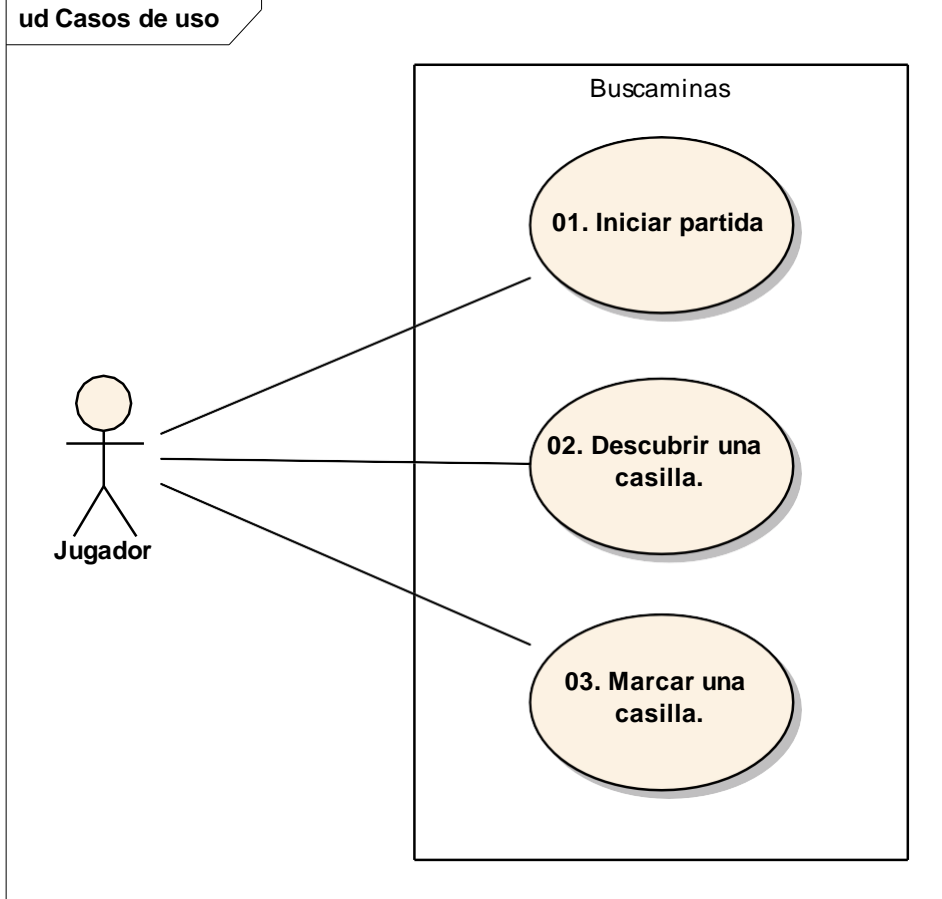 ud Casos de uso
Buscaminas
01. Iniciar partida
02. Descubrir una
casilla.
Jugador
03. Marcar una
casilla.